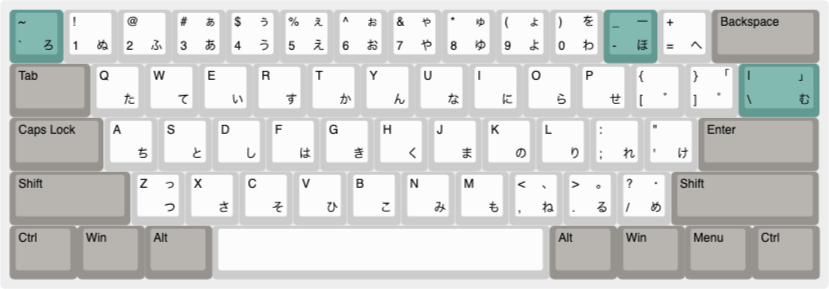 ~ ! @ # ぁ $ ぅ % ぇ ^ ぉ & ゃ * ゅ ( ょ ) を _ ー + Backspace
` ろ 1 ぬ 2 ふ 3 あ 4 う 5 え 6 お 7 や 8 ゆ 9 よ 0 わ - ほ = へ
Tab Q W E R T Y U I O P { } 「 | 」
た て い す か ん な に ら せ [ ゛ ] ゜ \ む
Caps Lock A S D F G H J K L : " Enter
ち と し は き く ま の り ; れ ' け
Shift Z っ X C V B N M < 、 > 。 ? ・ Shift
つ さ そ ひ こ み も , ね . る / め
Ctrl Win Alt Alt Win Menu Ctrl